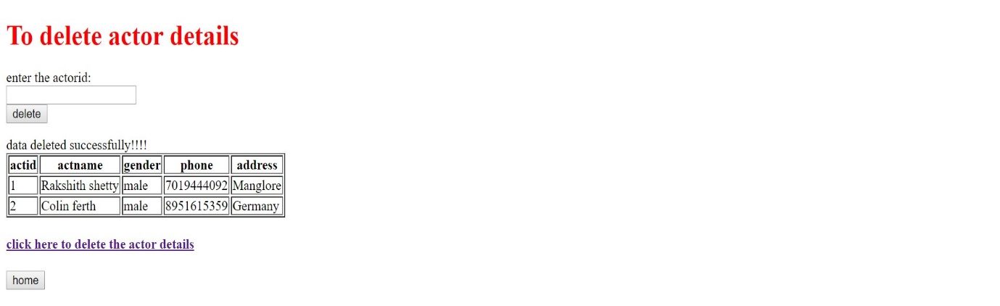 To delete actor details
enter the actorid:
delete
data deleted successfully!!!!
actid actname gender phone address
1 Rakshith shetty male 7019444092 Manglore
2 Colin ferth male 8951615359 Germany
click here to delete the actor details
home